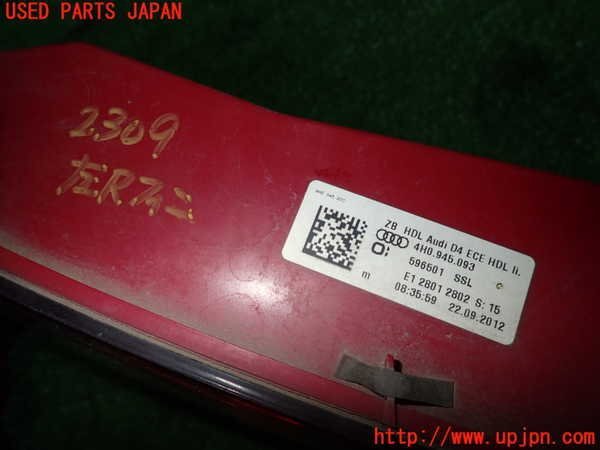 USED PARTS JAPAN
2309
左Rフィニ
ZB HDL Audi D4 ECE HDL li.
4H0.945.093
596501 SSL
E1 2801 2802 S: 15
m 08:35:59 22.09.2012
http://www.upjpn.com/